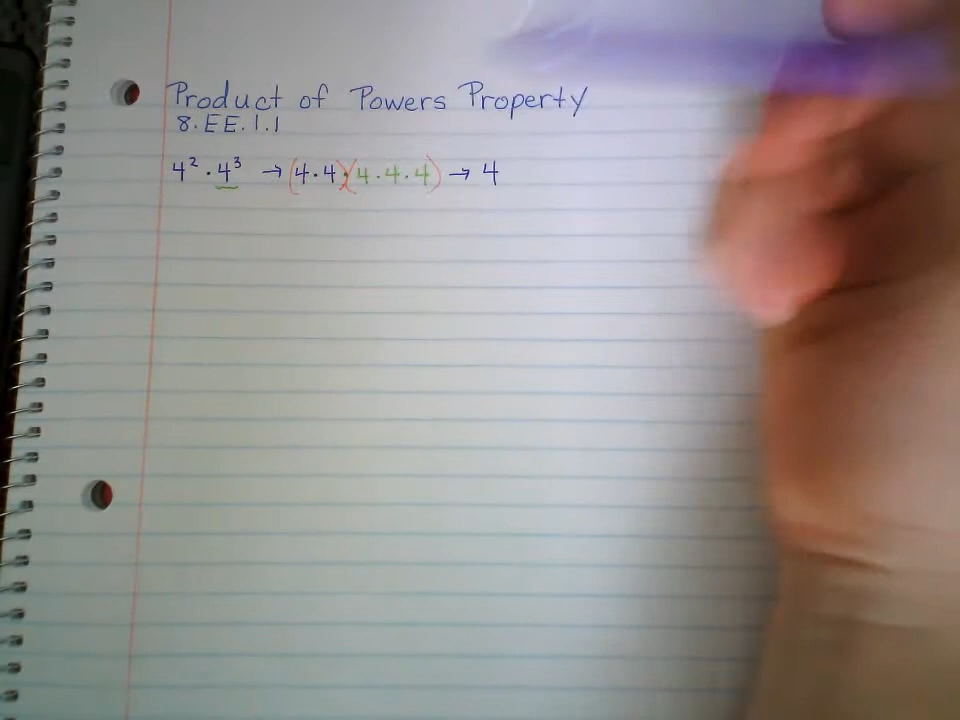 Product of Powers Property
8.EE.1.1
4² · 4³ → (4·4)·(4·4·4) → 4